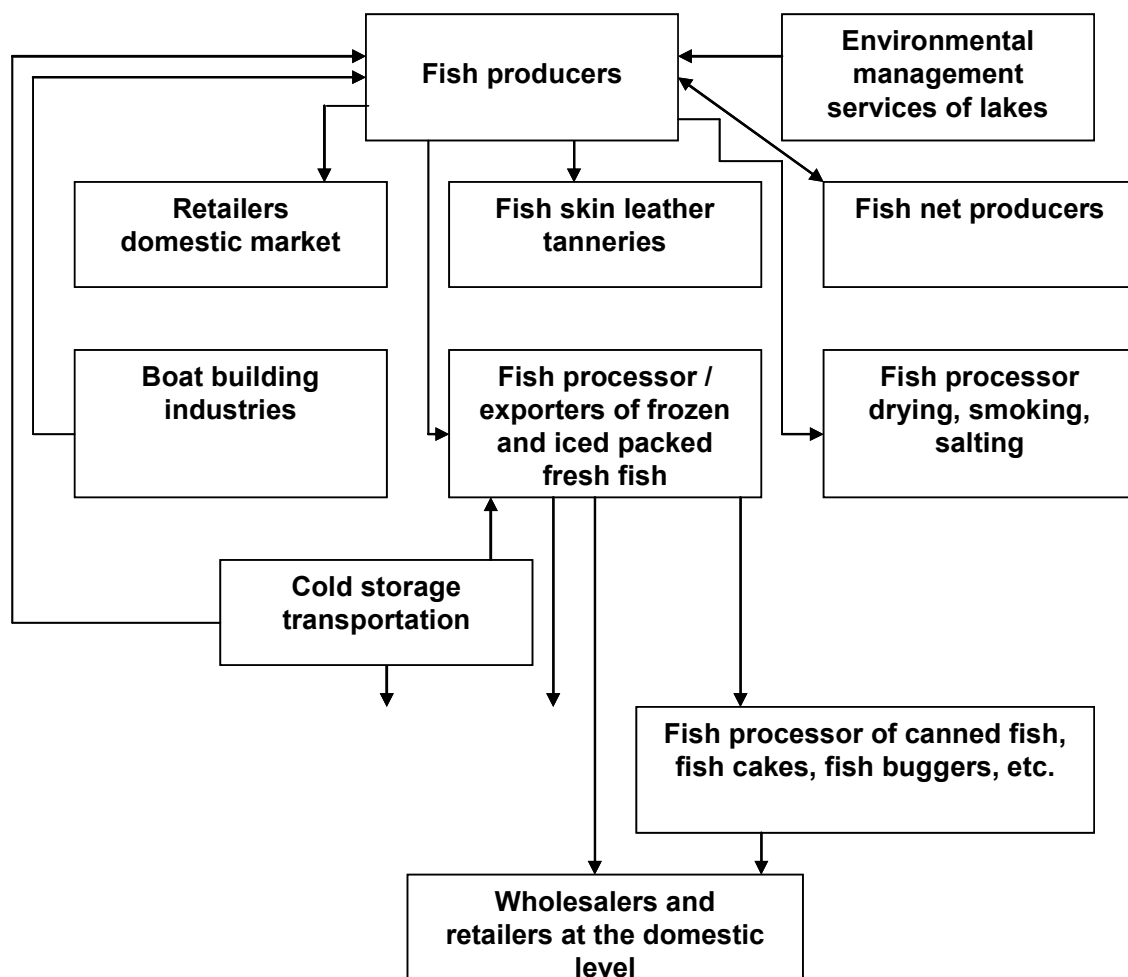 Fish producers
Environmental
management
services of lakes
Retailers
domestic market
Fish skin leather
tanneries
Fish net producers
Boat building
industries
Fish processor /
exporters of frozen
and iced packed
fresh fish
Fish processor
drying, smoking,
salting
Cold storage
transportation
Fish processor of canned fish,
fish cakes, fish buggers, etc.
Wholesalers and
retailers at the domestic
level